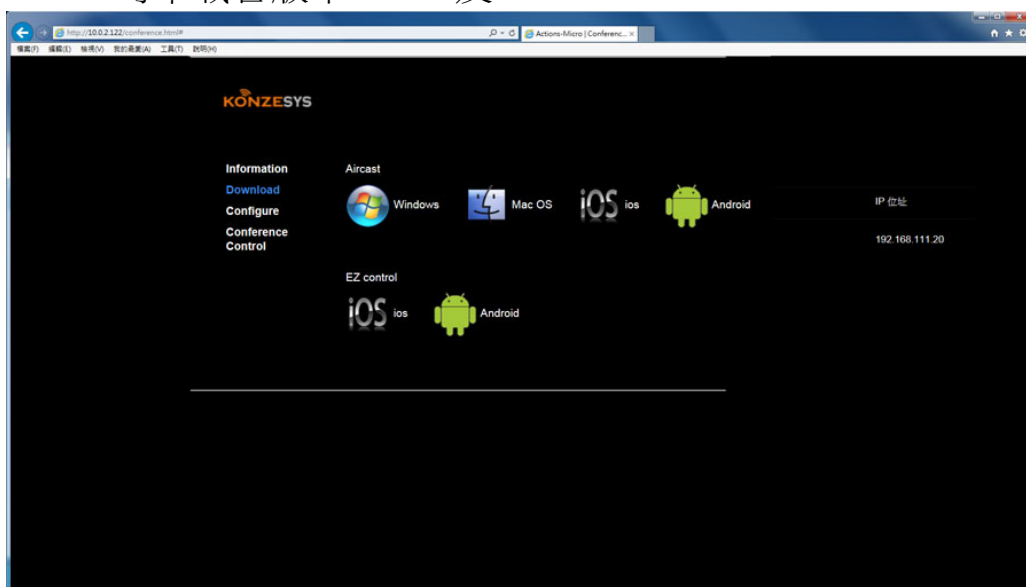 http://10.0.2.122/conference.html#
Actions-Micro | Conferenc... ×
檔案(F) 編輯(E) 檢視(V) 我的最愛(A) 工具(T) 說明(H)
KONZESYS
Information
Download
Configure
Conference
Control
Aircast
Windows
Mac OS
iOS ios
Android
EZ control
iOS ios
Android
IP 位址
192.168.111.20